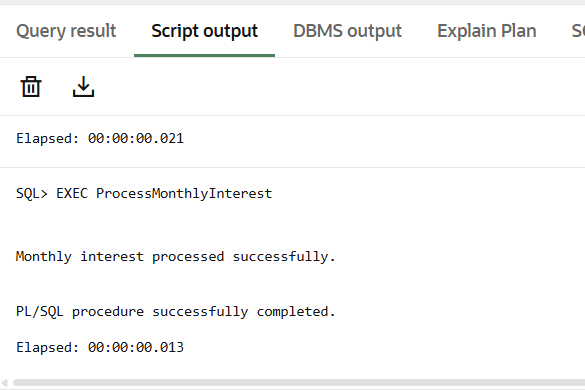 Query result Script output DBMS output Explain Plan
Elapsed: 00:00:00.021
SQL> EXEC ProcessMonthlyInterest
Monthly interest processed successfully.
PL/SQL procedure successfully completed.
Elapsed: 00:00:00.013